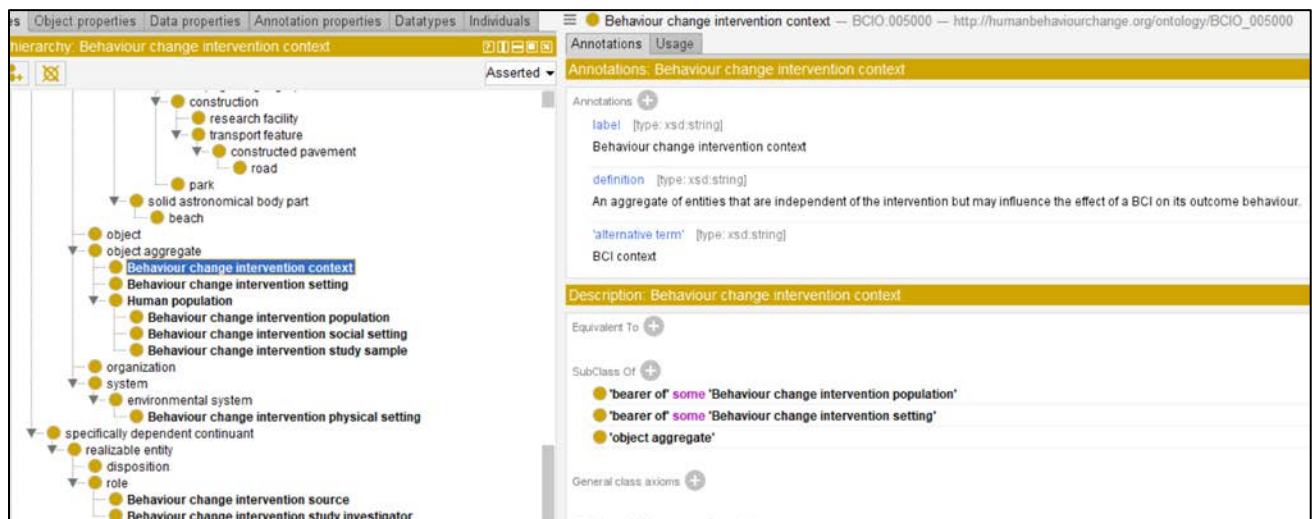 es Object properties Data properties Annotation properties Datatypes Individuals
hierarchy: Behaviour change intervention context
Asserted
construction
research facility
transport feature
constructed pavement
road
park
solid astronomical body part
beach
object
object aggregate
Behaviour change intervention context
Behaviour change intervention setting
Human population
Behaviour change intervention population
Behaviour change intervention social setting
Behaviour change intervention study sample
organization
system
environmental system
Behaviour change intervention physical setting
specifically dependent continuant
realizable entity
disposition
role
Behaviour change intervention source
Behaviour change intervention study investigator
Behaviour change intervention context — BCIO:005000 — http://humanbehaviourchange.org/ontology/BCIO_005000
Annotations Usage
Annotations: Behaviour change intervention context
Annotations
label [type: xsd:string]
Behaviour change intervention context
definition [type: xsd:string]
An aggregate of entities that are independent of the intervention but may influence the effect of a BCI on its outcome behaviour.
'alternative term' [type: xsd:string]
BCI context
Description: Behaviour change intervention context
Equivalent To
SubClass Of
'bearer of' some 'Behaviour change intervention population'
'bearer of' some 'Behaviour change intervention setting'
'object aggregate'
General class axioms